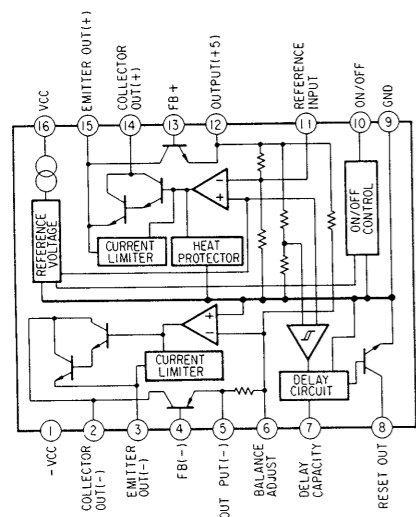 VCC
EMITTER OUT(+)
COLLECTOR
OUT(+)
FB+
OUTPUT(+5)
REFERENCE
INPUT
ON/OFF
GND
16
15
14
13
12
11
10
9
REFERENCE
VOLTAGE
CURRENT
LIMITER
HEAT
PROTECTOR
ON/OFF
CONTROL
−
+
+
−
CURRENT
LIMITER
DELAY
CIRCUIT
1
2
3
4
5
6
7
8
-VCC
COLLECTOR
OUT(-)
EMITTER
OUT(-)
FB(-)
OUT PUT(-)
BALANCE
ADJUST
DELAY
CAPACITY
RESET OUT